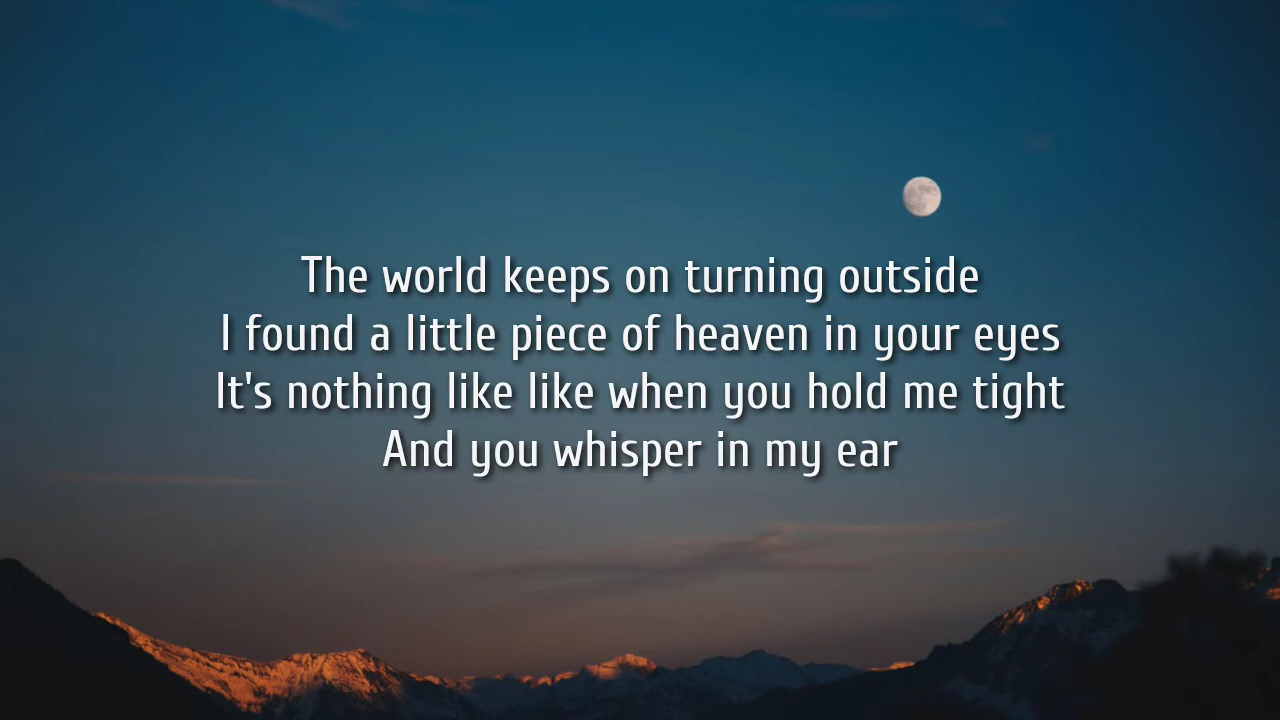 The world keeps on turning outside
I found a little piece of heaven in your eyes
It's nothing like like when you hold me tight
And you whisper in my ear